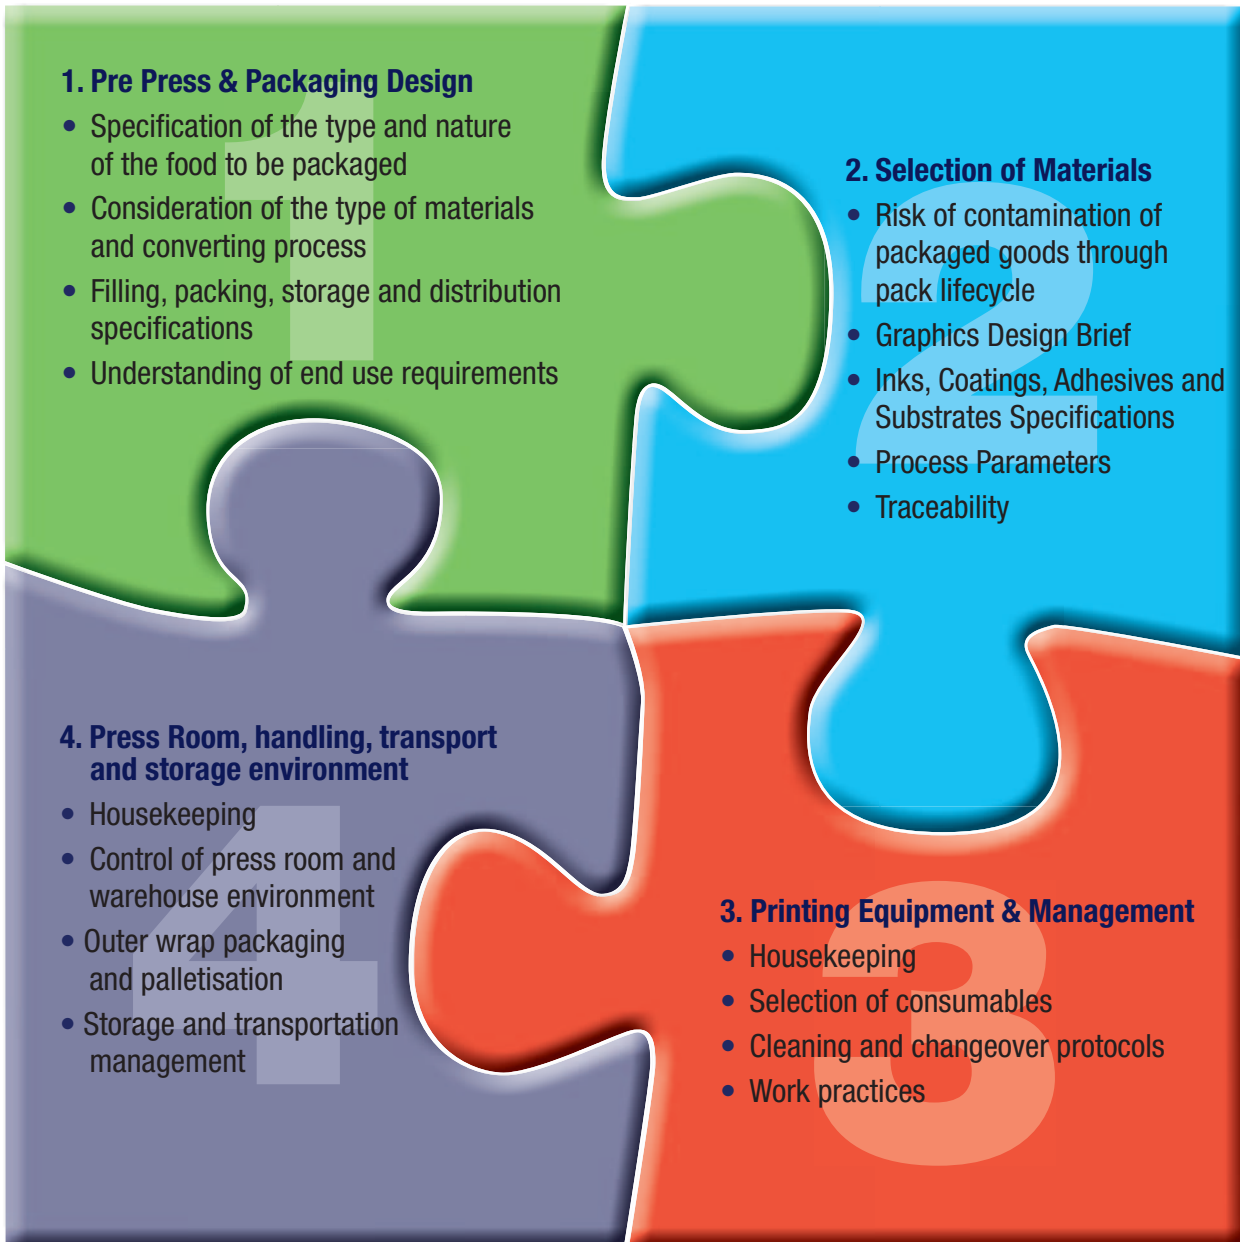 1. Pre Press & Packaging Design
• Specification of the type and nature
of the food to be packaged
• Consideration of the type of materials
and converting process
• Filling, packing, storage and distribution
specifications
• Understanding of end use requirements
1
2. Selection of Materials
• Risk of contamination of
packaged goods through
pack lifecycle
• Graphics Design Brief
• Inks, Coatings, Adhesives and
Substrates Specifications
• Process Parameters
• Traceability
2
3. Printing Equipment & Management
• Housekeeping
• Selection of consumables
• Cleaning and changeover protocols
• Work practices
3
4. Press Room, handling, transport
and storage environment
• Housekeeping
• Control of press room and
warehouse environment
• Outer wrap packaging
and palletisation
• Storage and transportation
management
4